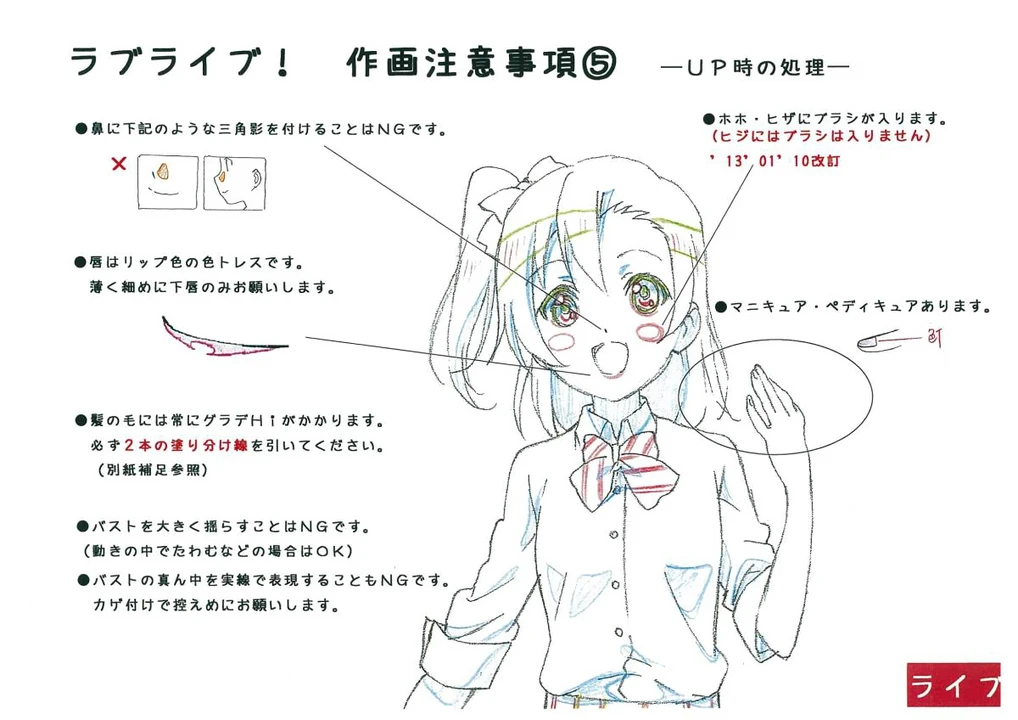 ラブライブ！ 作画注意事項⑤ ―ＵＰ時の処理―
●鼻に下記のような三角影を付けることはＮＧです。
×
●ホホ・ヒザにブラシが入ります。
(ヒジにはブラシは入りません)
’13’01’10改訂
●唇はリップ色の色トレスです。
薄く細めに下唇のみお願いします。
●マニキュア・ペディキュアあります。
●髪の毛には常にグラデＨｉがかかります。
必ず２本の塗り分け線を引いてください。
(別紙補足参照)
●バストを大きく揺らすことはＮＧです。
(動きの中でたわむなどの場合はＯＫ)
●バストの真ん中を実線で表現することもＮＧです。
カゲ付けで控えめにお願いします。
ライブ